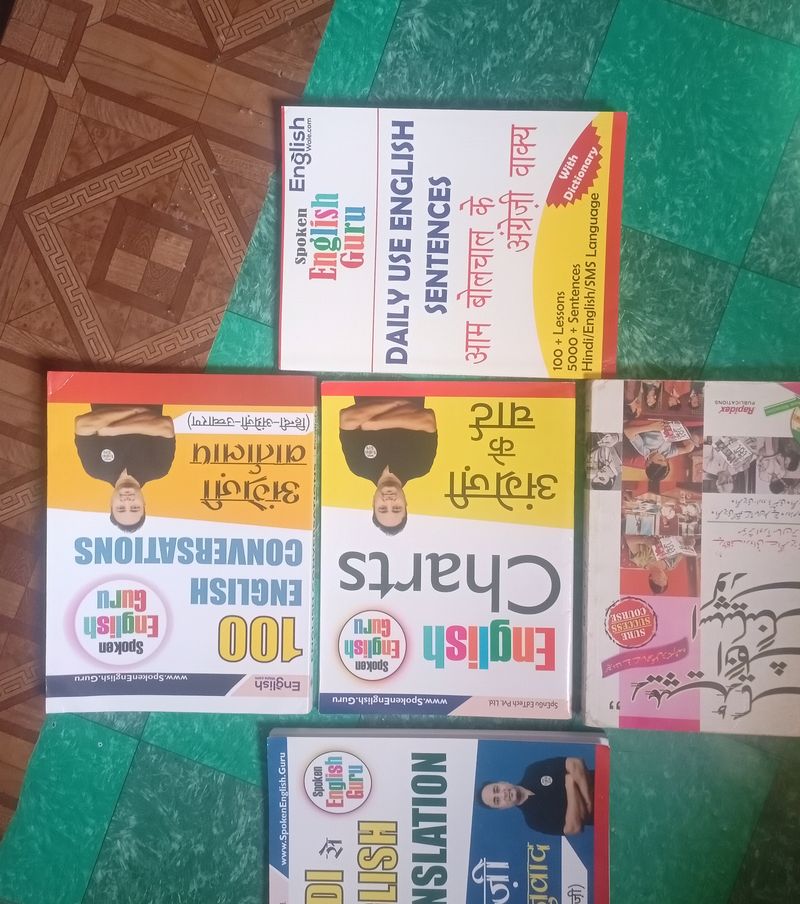 Spoken
English
Guru
English
Wale.com
DAILY USE ENGLISH
SENTENCES
आम बोलचाल के
अंग्रेज़ी वाक्य
With
Dictionary
100 + Lessons
5000 + Sentences
Hindi/English/SMS Language
www.SpokenEnglish.Guru
English
Spoken
English
Guru
100
ENGLISH
CONVERSATIONS
अंग्रेज़ी
वार्तालाप
(हिन्दी-अंग्रेज़ी-उच्चारण)
www.SpokenEnglish.Guru
SpEnGu EdTech Pvt. Ltd.
Spoken
English
Guru
English
Charts
अंग्रेज़ी
के चार्ट
Rapidex
PUBLICATIONS
SURE
SUCCESS
COURSE
www.SpokenEnglish.Guru
Spoken
English
Guru
DI से
LISH
NSLATION
ज़ी
नुवाद